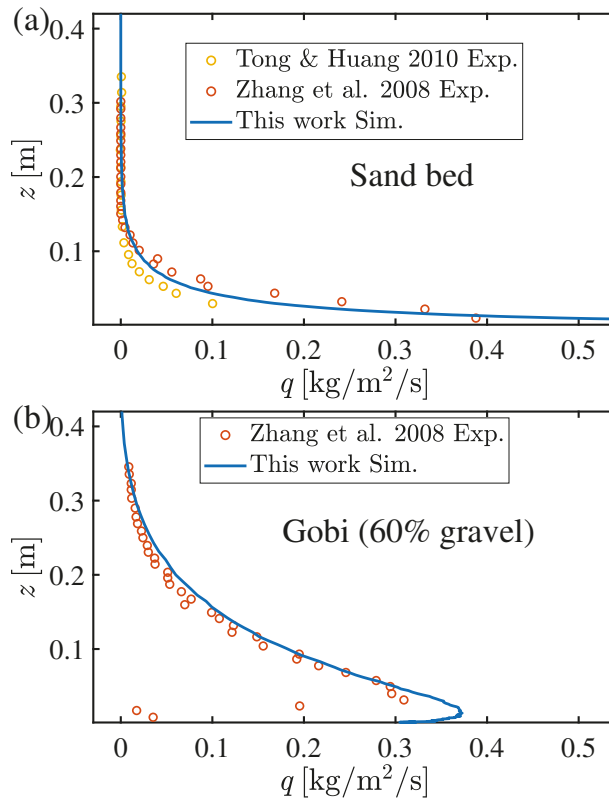 (a)
0.4
0.3
0.2
0.1
z [m]
Tong & Huang 2010 Exp.
Zhang et al. 2008 Exp.
This work Sim.
Sand bed
0 0.1 0.2 0.3 0.4 0.5
q [kg/m²/s]
(b)
0.4
0.3
0.2
0.1
z [m]
Zhang et al. 2008 Exp.
This work Sim.
Gobi (60% gravel)
0 0.1 0.2 0.3 0.4 0.5
q [kg/m²/s]